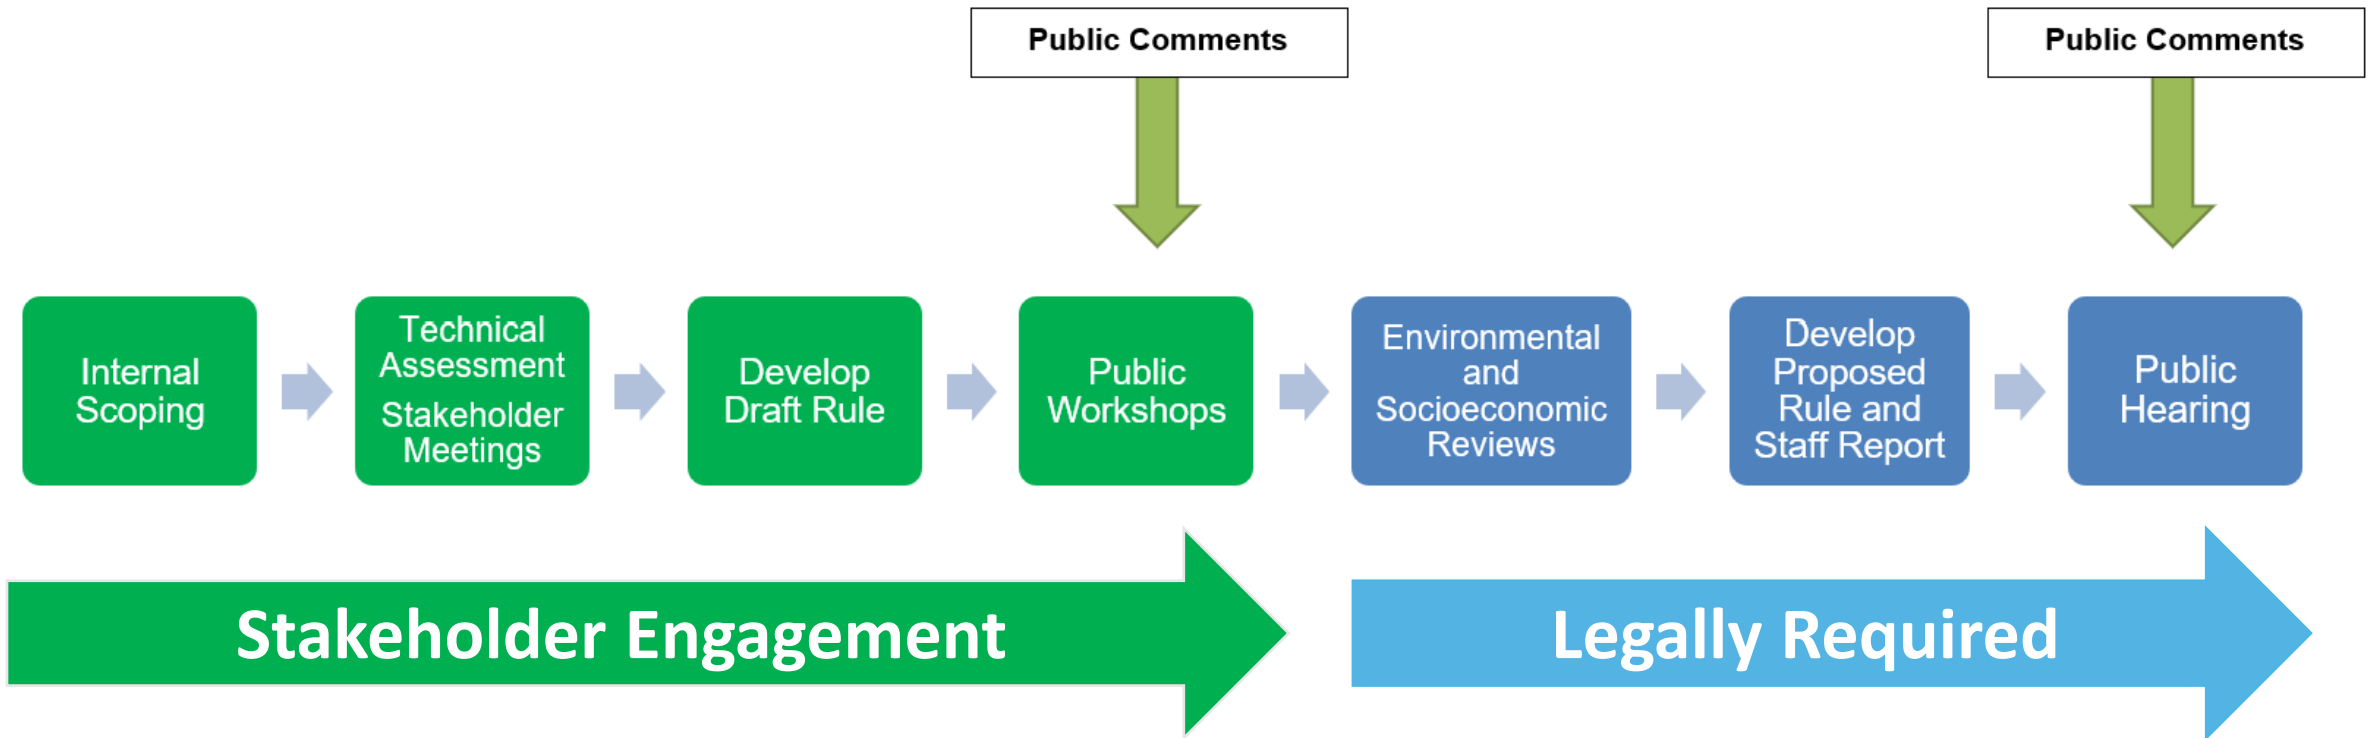 Public Comments
Public Comments
Internal
Scoping
Technical
Assessment
Stakeholder
Meetings
Develop
Draft Rule
Public
Workshops
Environmental
and
Socioeconomic
Reviews
Develop
Proposed
Rule and
Staff Report
Public
Hearing
Stakeholder Engagement
Legally Required